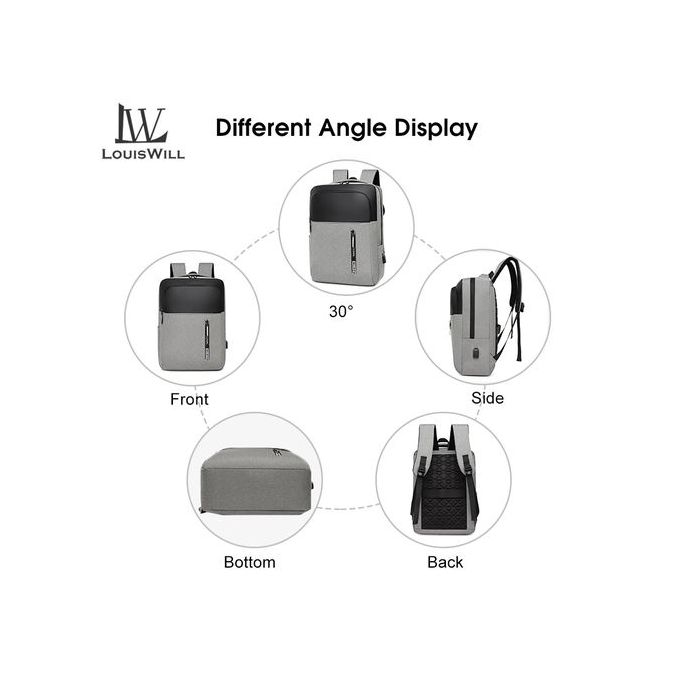 LW
LOUISWILL
Different Angle Display
30°
Front
Side
Bottom
Back